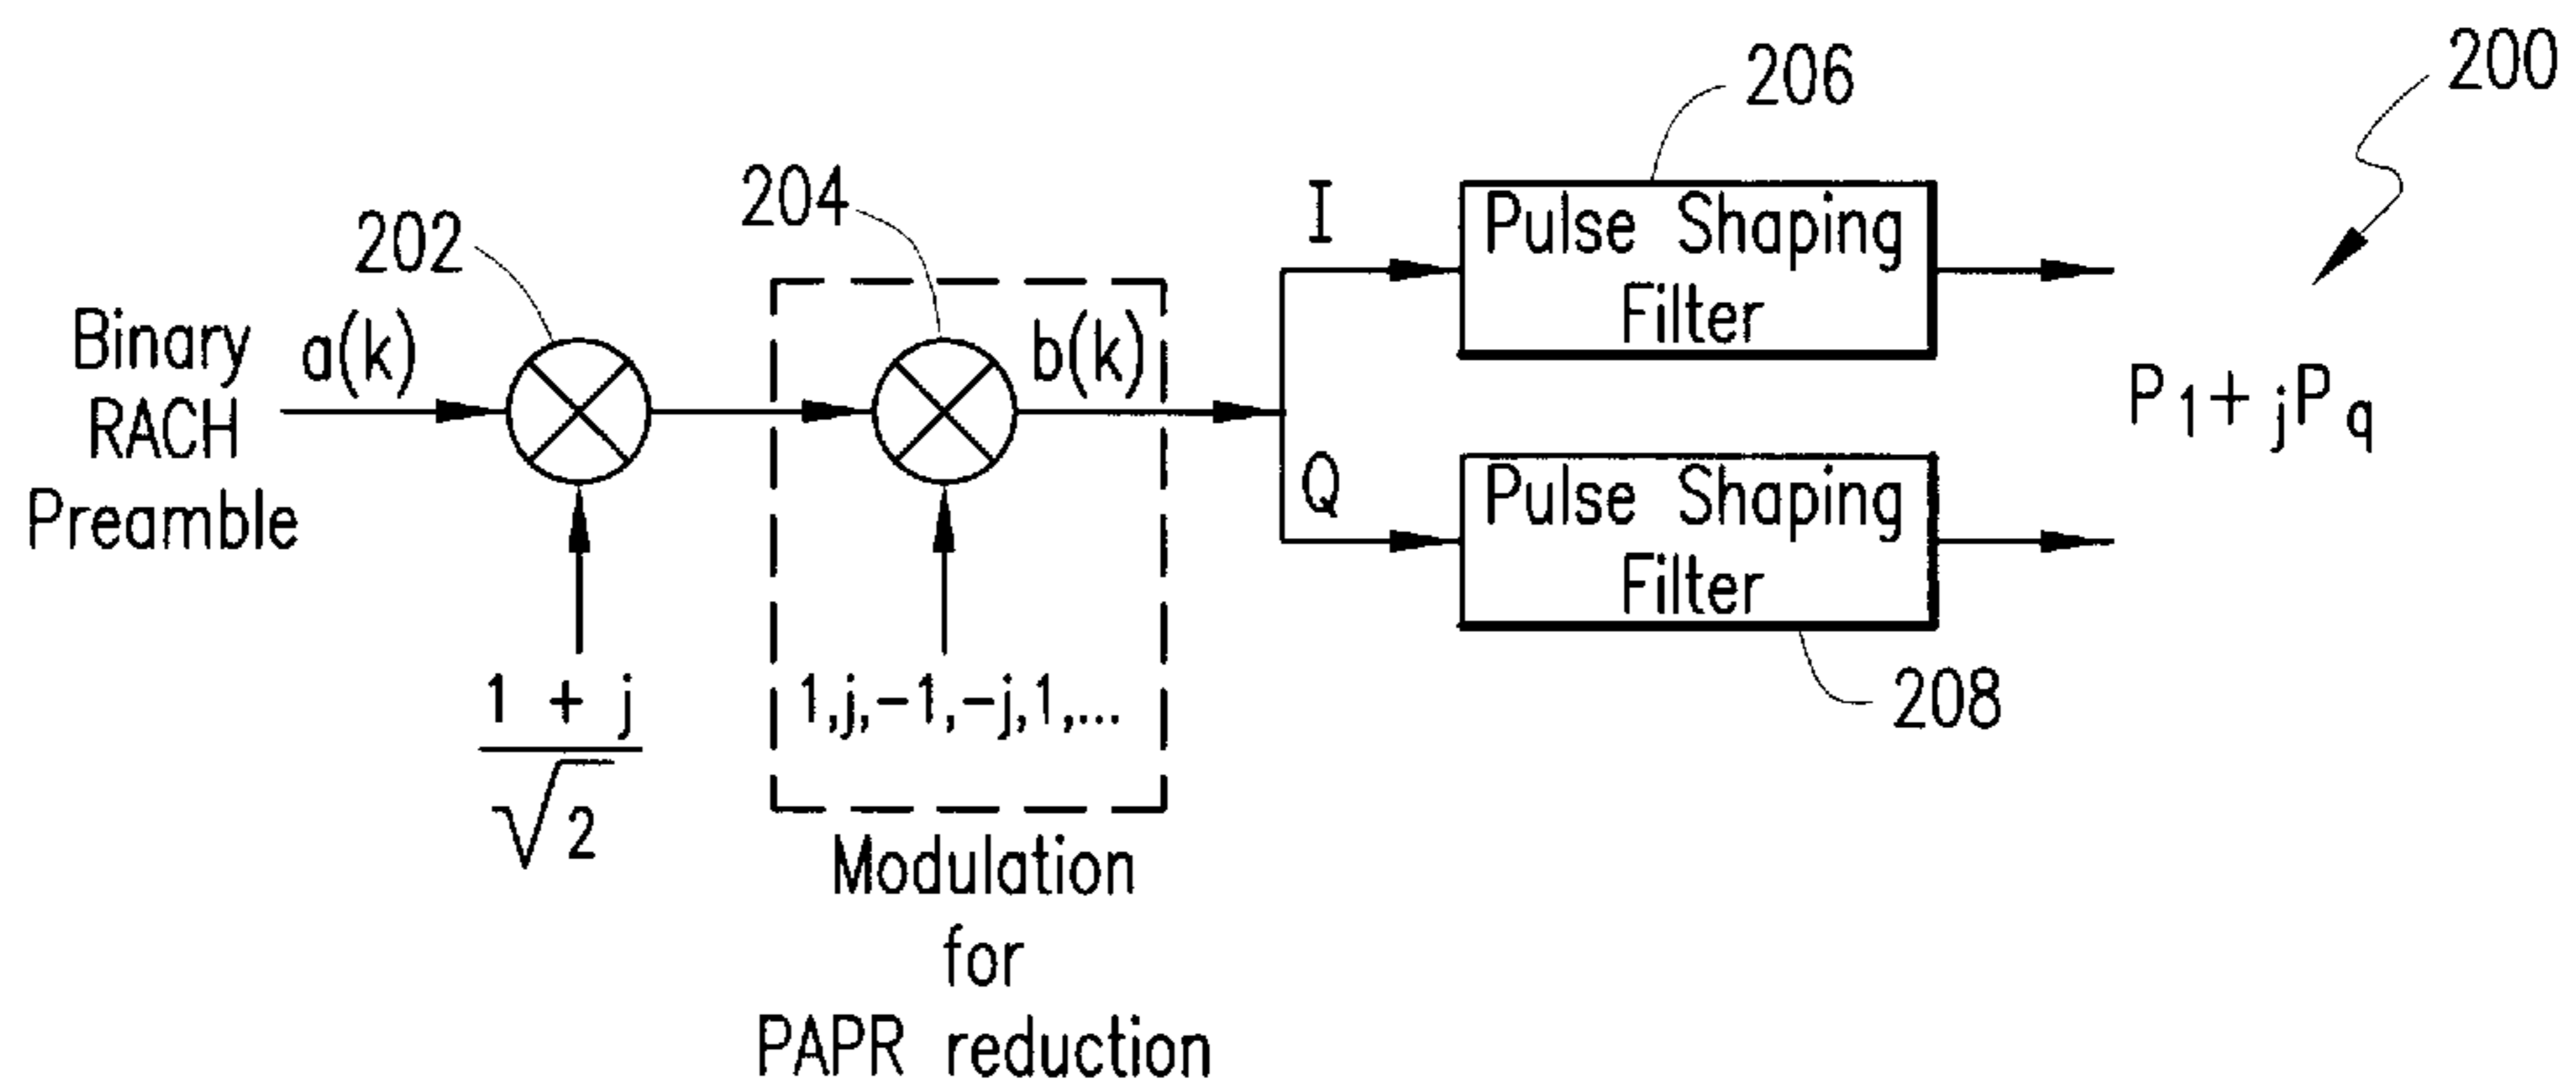 200
206
204
202
I
Pulse Shaping
Filter
Binary
RACH
Preamble
a(k)
b(k)
P1+ jPq
Q
Pulse Shaping
Filter
208
1 + j
√2
1,j,-1,-j,1,...
Modulation
for
PAPR reduction